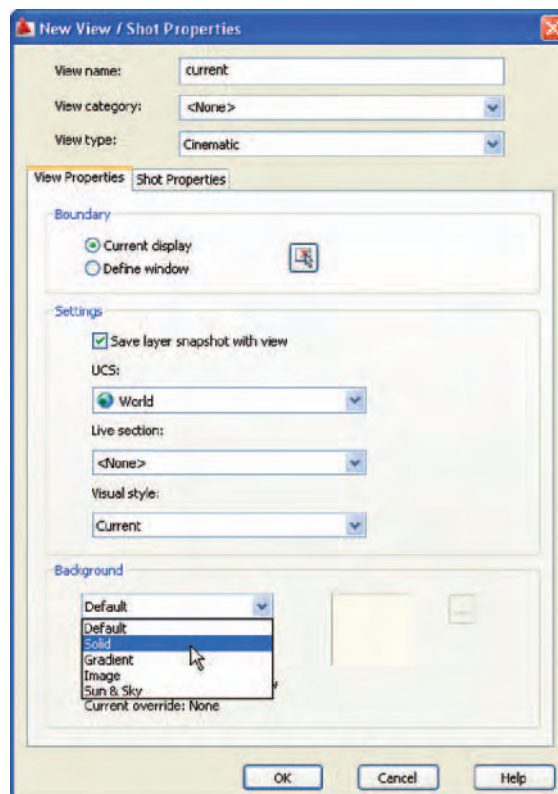 New View / Shot Properties
View name: current
View category: <None>
View type: Cinematic
View Properties Shot Properties
Boundary
Current display
Define window
Settings
Save layer snapshot with view
UCS:
World
Live section:
<None>
Visual style:
Current
Background
Default
Default
Solid
Gradient
Image
Sun & Sky
Current override: None
OK Cancel Help